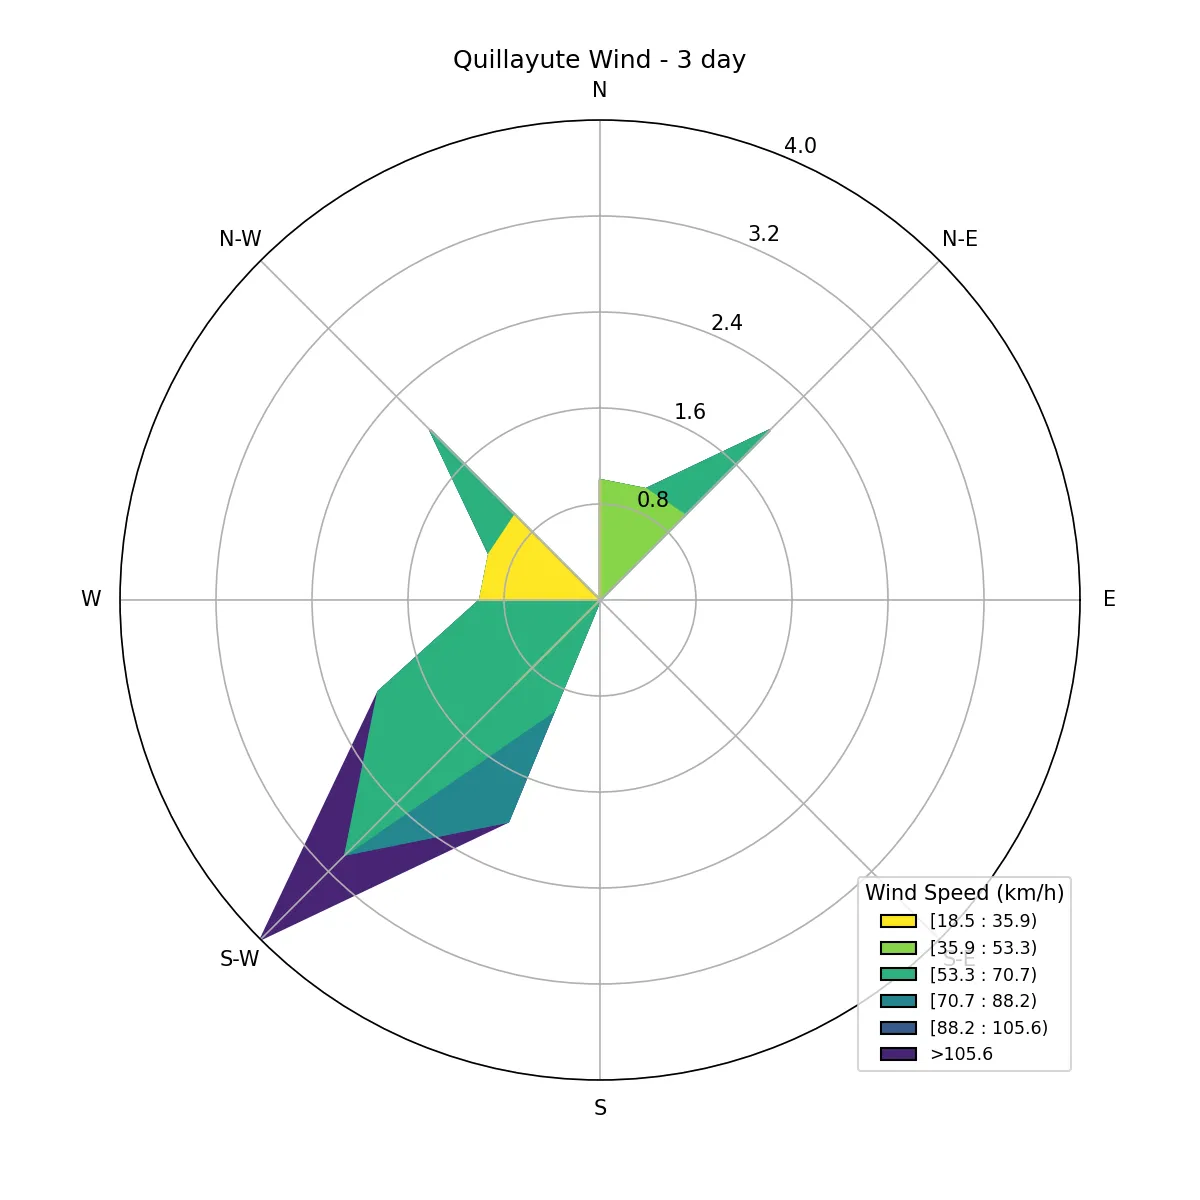 Quillayute Wind - 3 day
N
4.0
N-W
3.2
N-E
2.4
1.6
0.8
W
E
S-W
S-E
Wind Speed (km/h)
[18.5 : 35.9)
[35.9 : 53.3)
[53.3 : 70.7)
[70.7 : 88.2)
[88.2 : 105.6)
>105.6
S